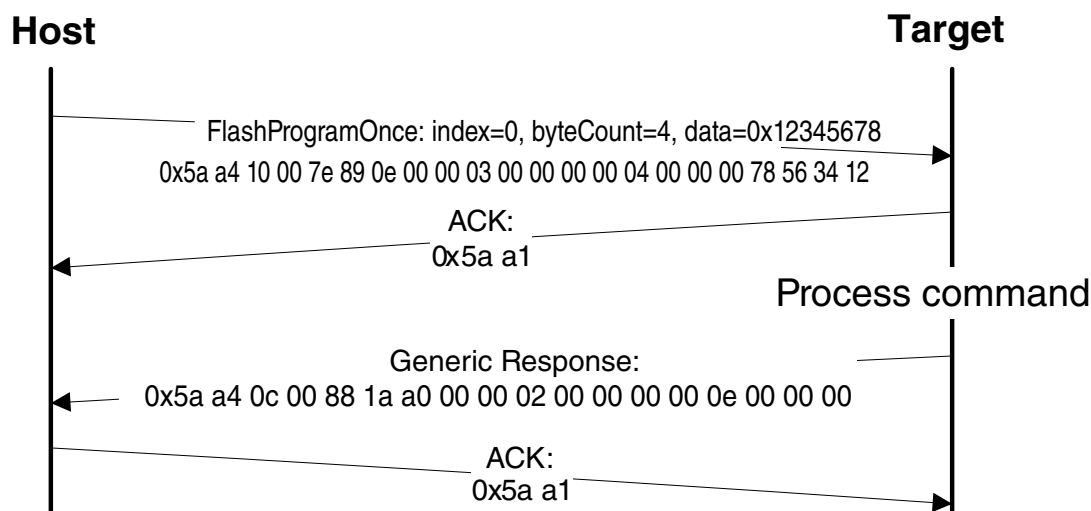 Host
Target
FlashProgramOnce: index=0, byteCount=4, data=0x12345678
0x5a a4 10 00 7e 89 0e 00 00 03 00 00 00 00 04 00 00 00 78 56 34 12
ACK:
0x5a a1
Process command
Generic Response:
0x5a a4 0c 00 88 1a a0 00 00 02 00 00 00 00 0e 00 00 00
ACK:
0x5a a1